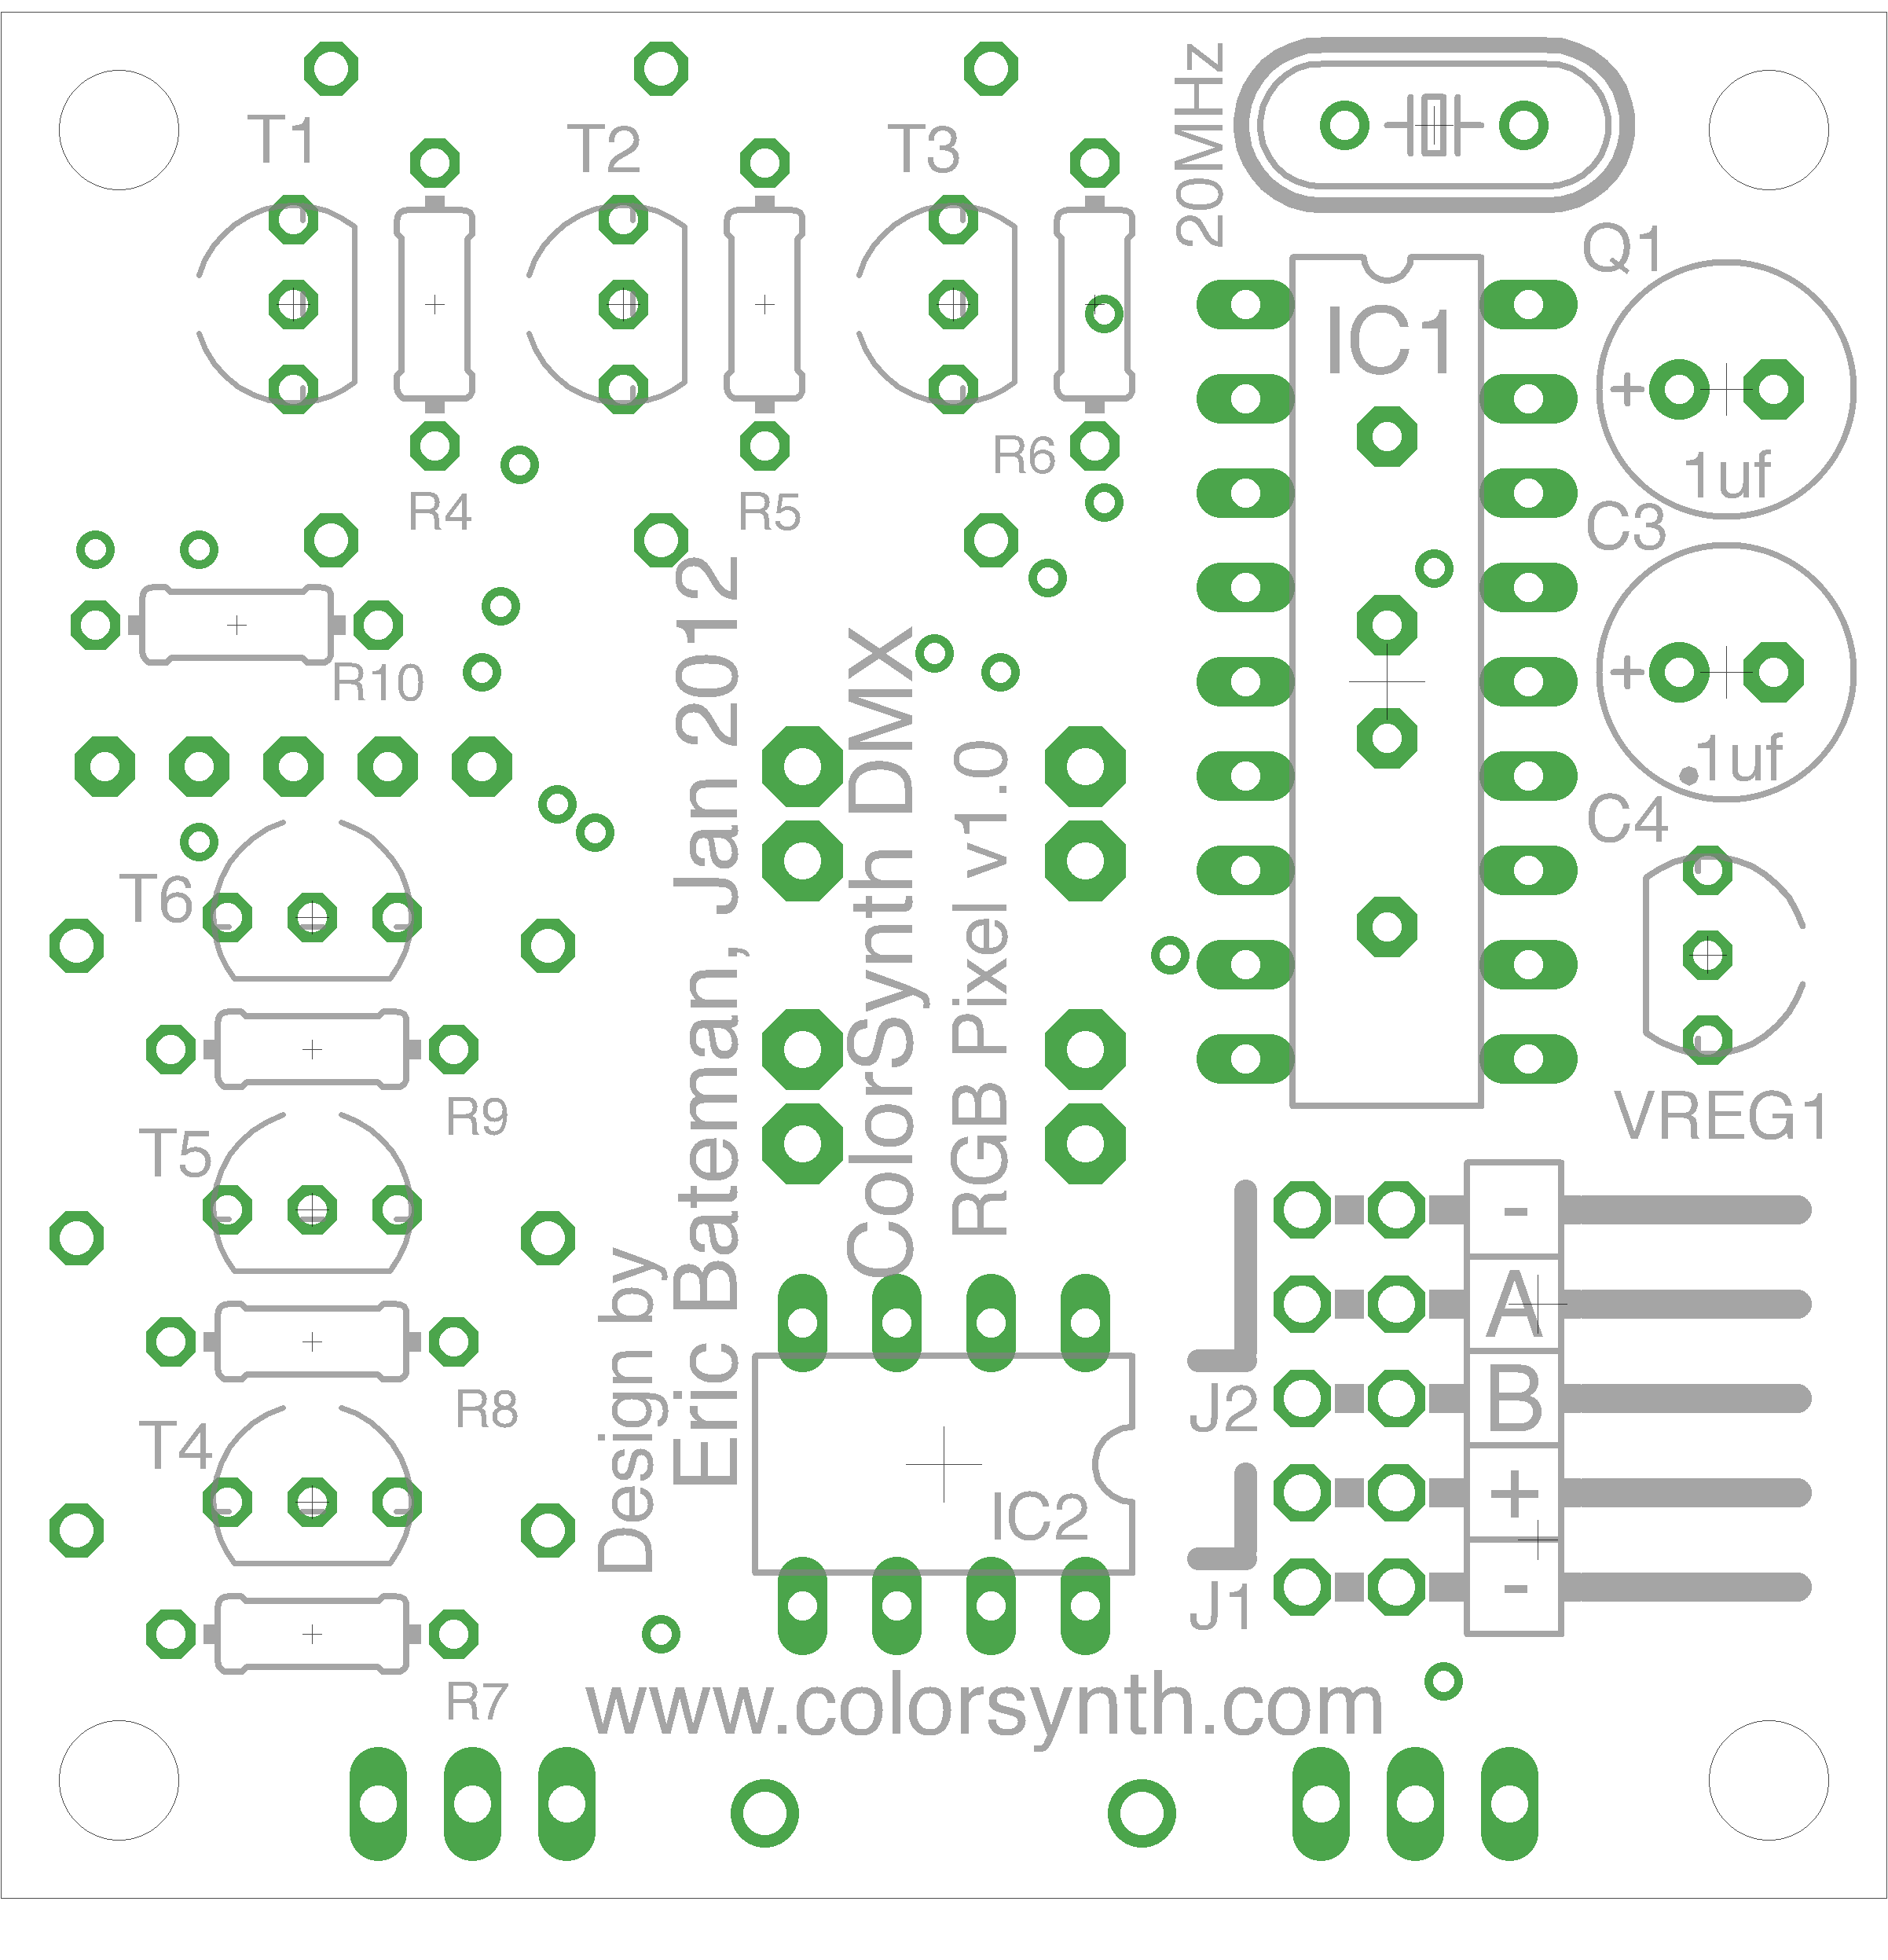 T1
T2
T3
20MHz
Q1
IC1
+
1uf
R6
R4
R5
C3
+
R10
1uf
C4
T6
VREG1
R9
T5
Design by
Eric Bateman, Jan 2012
ColorSynth DMX
RGB Pixel v1.0
-
A
B
+
-
J2
R8
T4
IC2
J1
R7
www.colorsynth.com